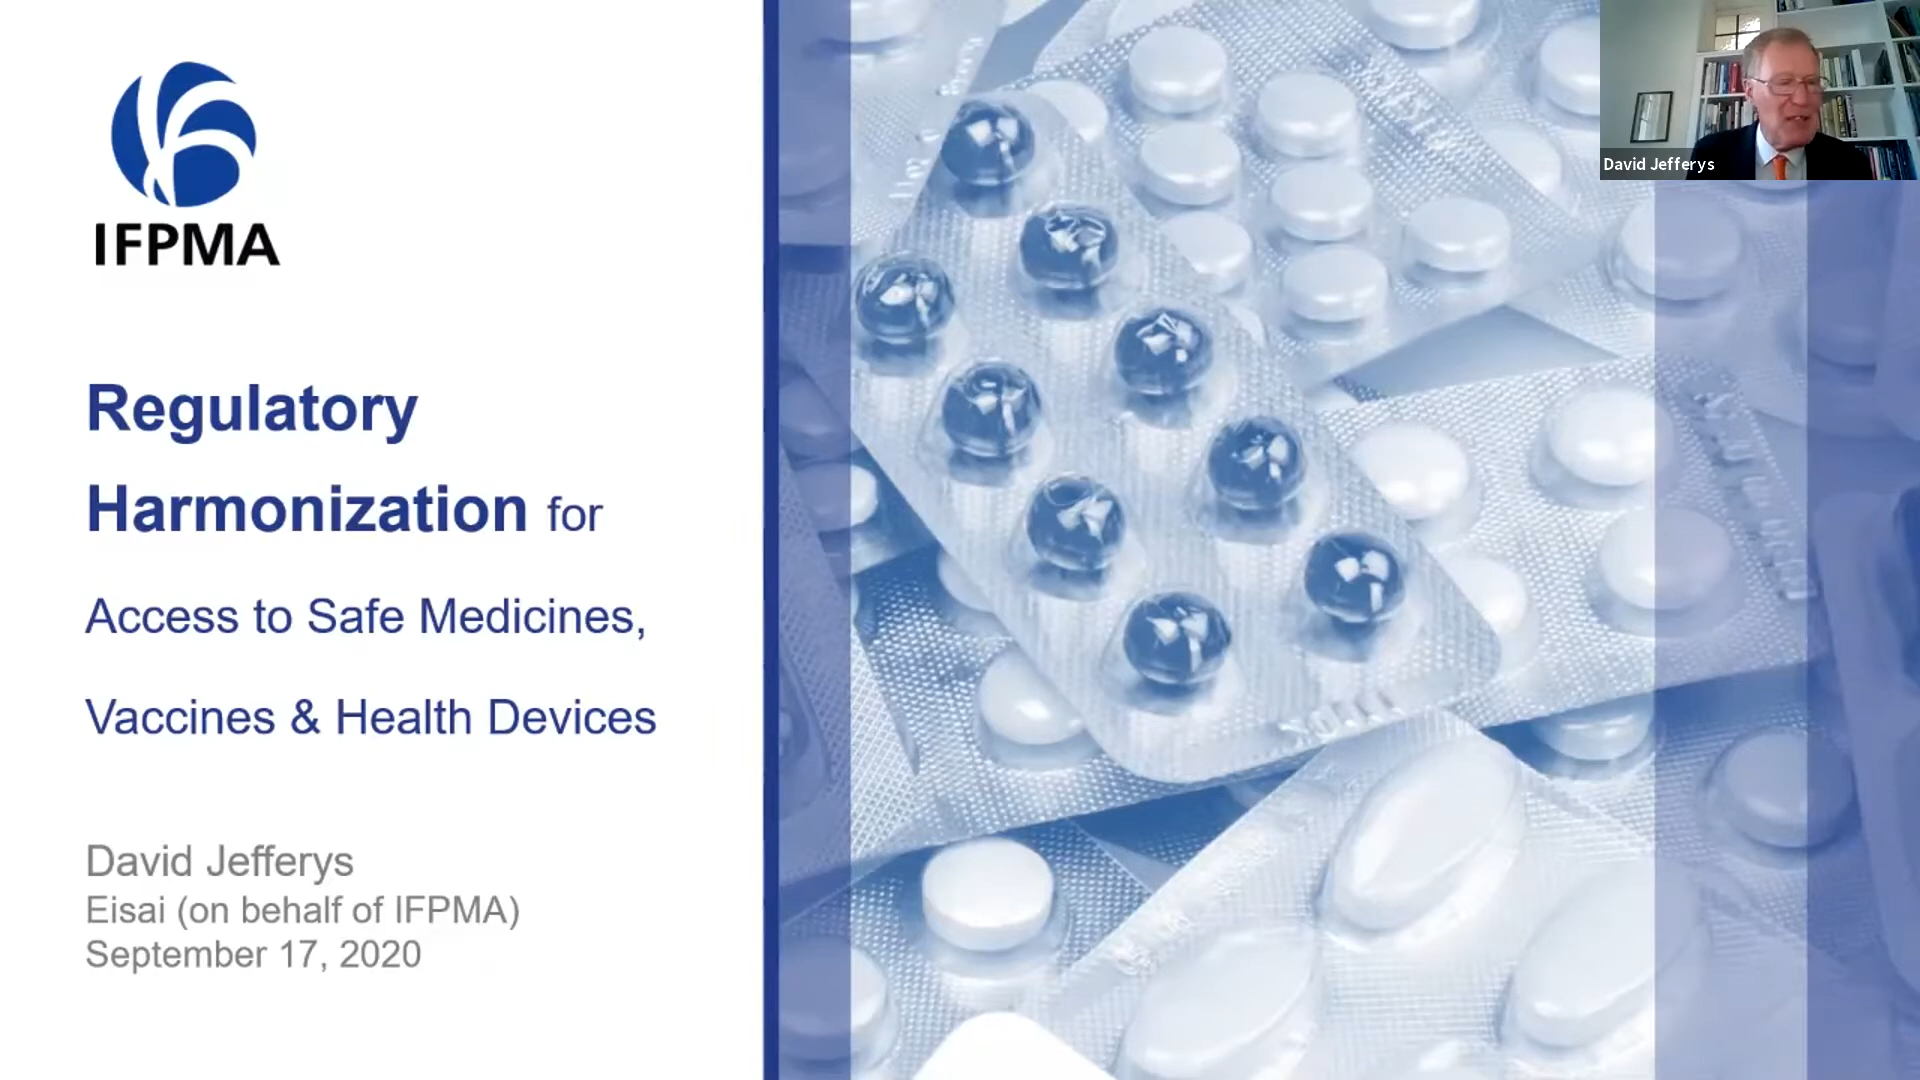 IFPMA
Regulatory
Harmonization for
Access to Safe Medicines,
Vaccines & Health Devices
David Jefferys
Eisai (on behalf of IFPMA)
September 17, 2020
David Jefferys